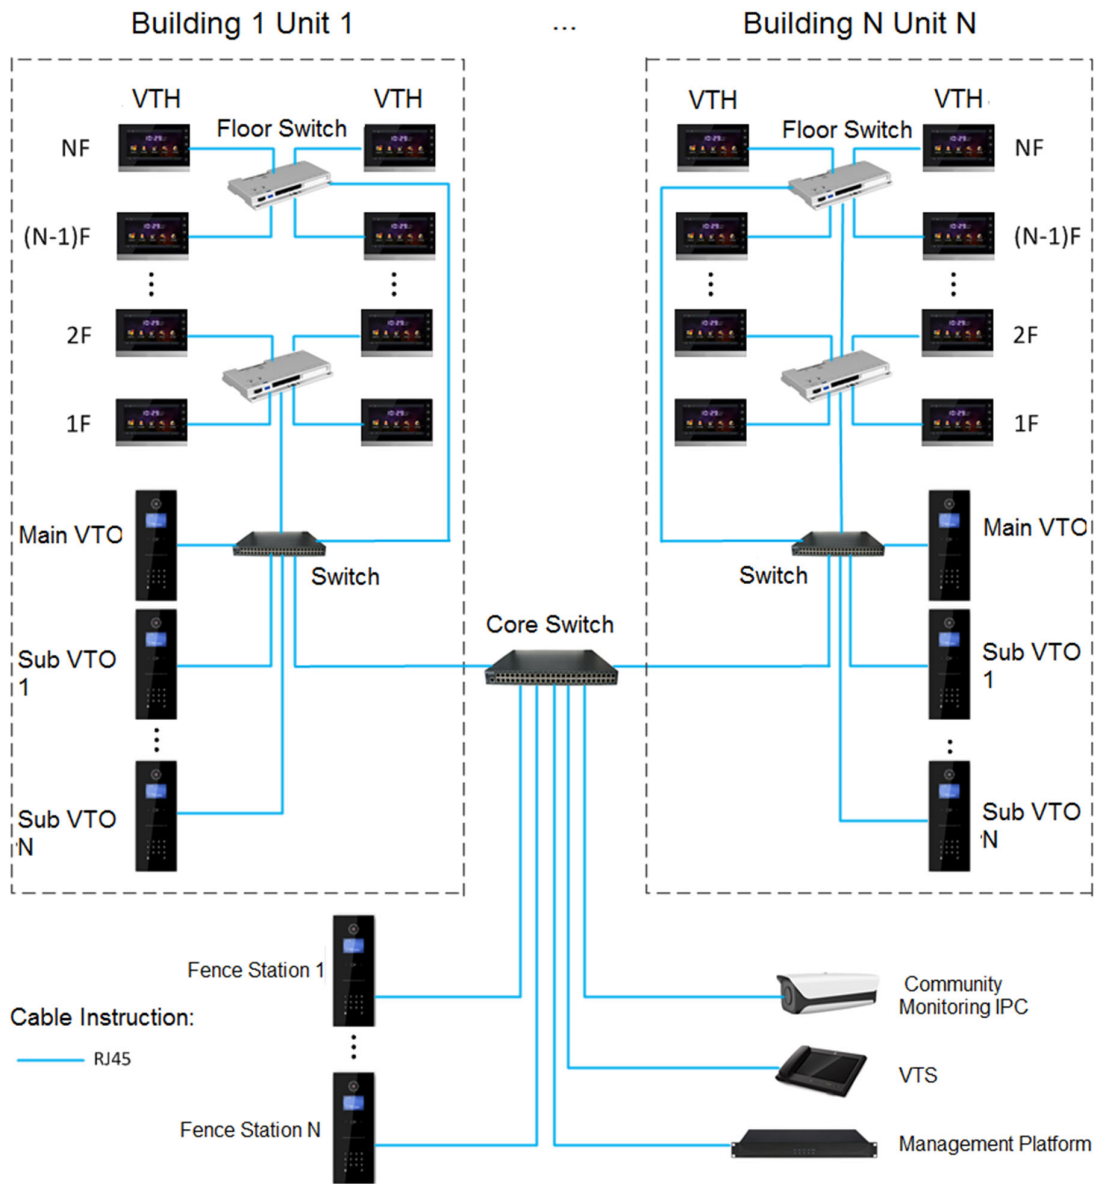 Building 1 Unit 1
...
Building N Unit N
VTH
VTH
Floor Switch
NF
(N-1)F
2F
1F
Main VTO
Switch
Sub VTO
1
Sub VTO
N
VTH
VTH
Floor Switch
NF
(N-1)F
2F
1F
Main VTO
Switch
Sub VTO
1
Sub VTO
N
Core Switch
Fence Station 1
Fence Station N
Cable Instruction:
RJ45
Community
Monitoring IPC
VTS
Management Platform